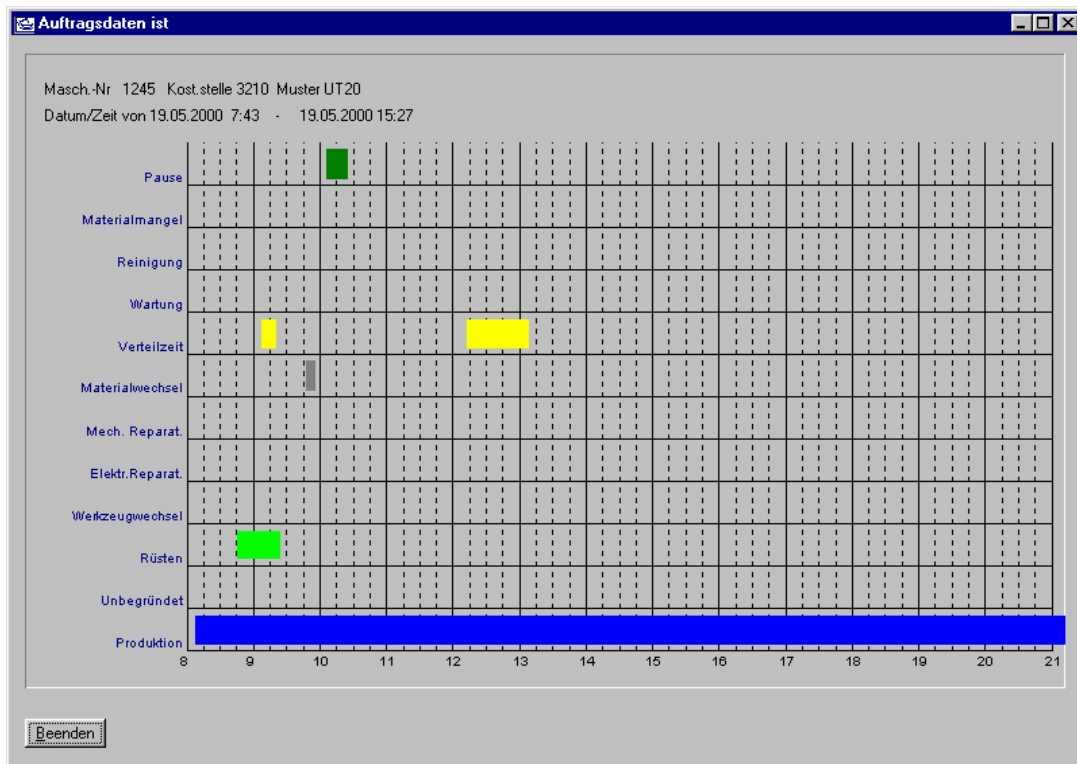 Auftragsdaten ist
Masch.-Nr 1245 Kost.stelle 3210 Muster UT20
Datum/Zeit von 19.05.2000 7:43 - 19.05.2000 15:27
Pause
Materialmangel
Reinigung
Wartung
Verteilzeit
Materialwechsel
Mech. Reparat.
Elektr.Reparat.
Werkzeugwechsel
Rüsten
Unbegründet
Produktion
8 9 10 11 12 13 14 15 16 17 18 19 20 21
Beenden